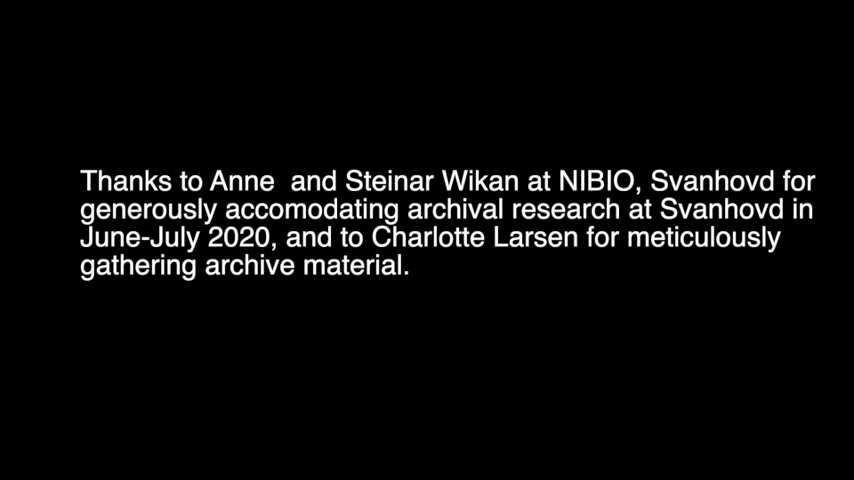 Thanks to Anne  and Steinar Wikan at NIBIO, Svanhovd for
generously accomodating archival research at Svanhovd in
June-July 2020, and to Charlotte Larsen for meticulously
gathering archive material.